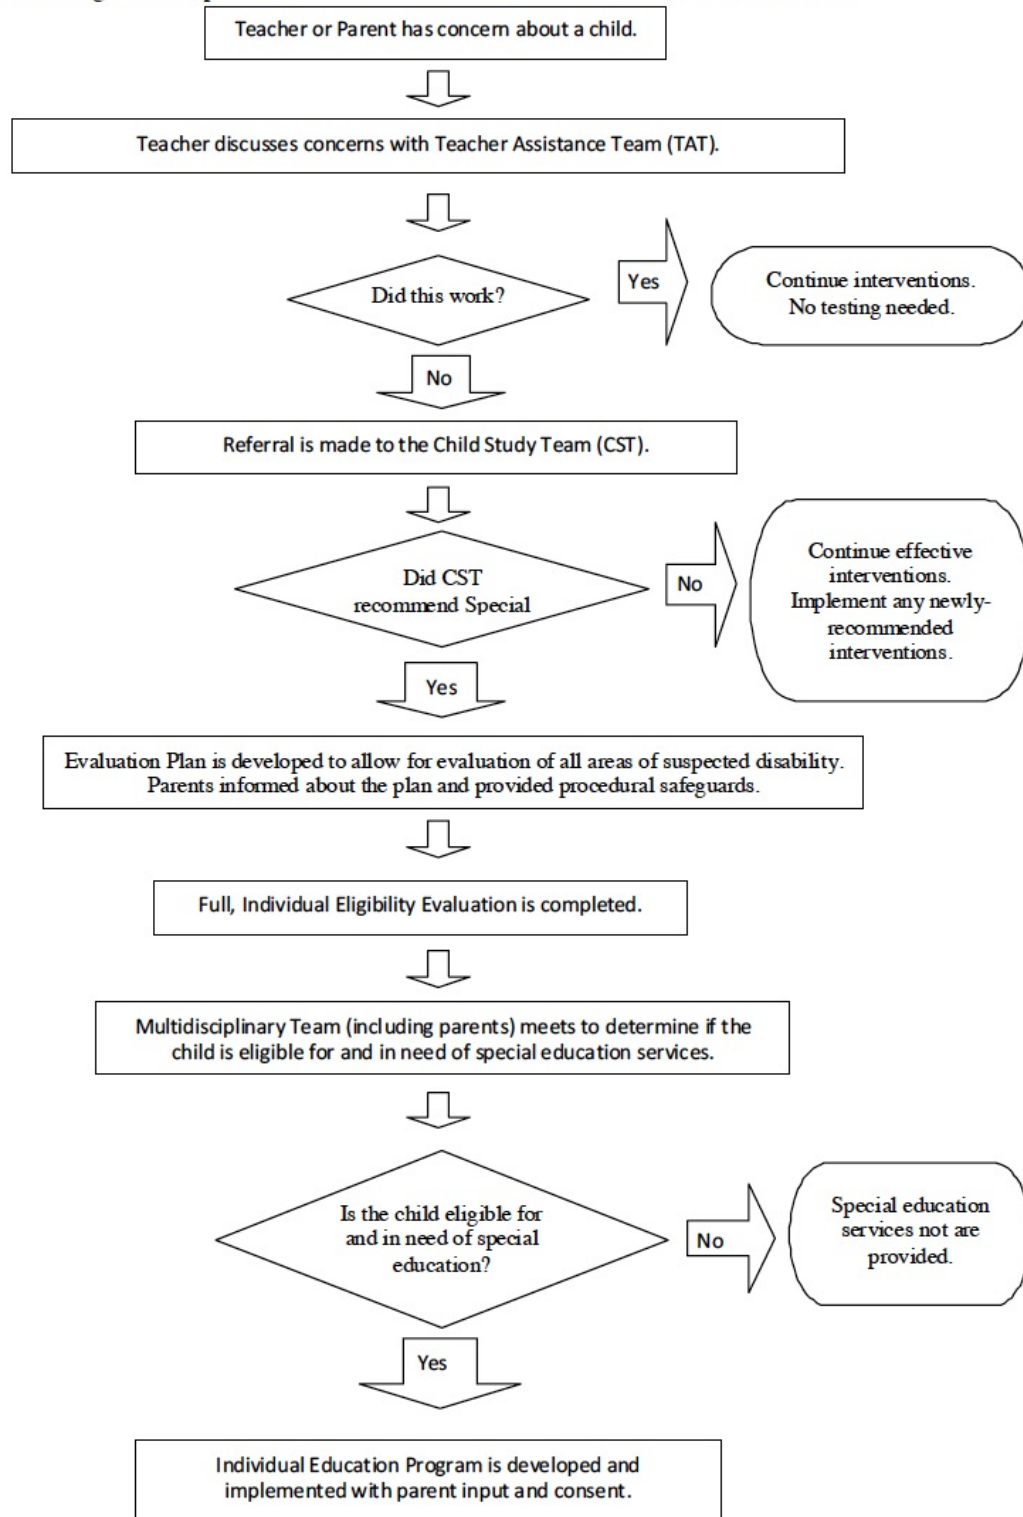 Teacher or Parent has concern about a child.
Teacher discusses concerns with Teacher Assistance Team (TAT).
Did this work?
Yes
Continue interventions.
No testing needed.
No
Referral is made to the Child Study Team (CST).
Did CST
recommend Special
No
Continue effective
interventions.
Implement any newly-
recommended
interventions.
Yes
Evaluation Plan is developed to allow for evaluation of all areas of suspected disability.
Parents informed about the plan and provided procedural safeguards.
Full, Individual Eligibility Evaluation is completed.
Multidisciplinary Team (including parents) meets to determine if the
child is eligible for and in need of special education services.
Is the child eligible for
and in need of special
education?
No
Special education
services not are
provided.
Yes
Individual Education Program is developed and
implemented with parent input and consent.